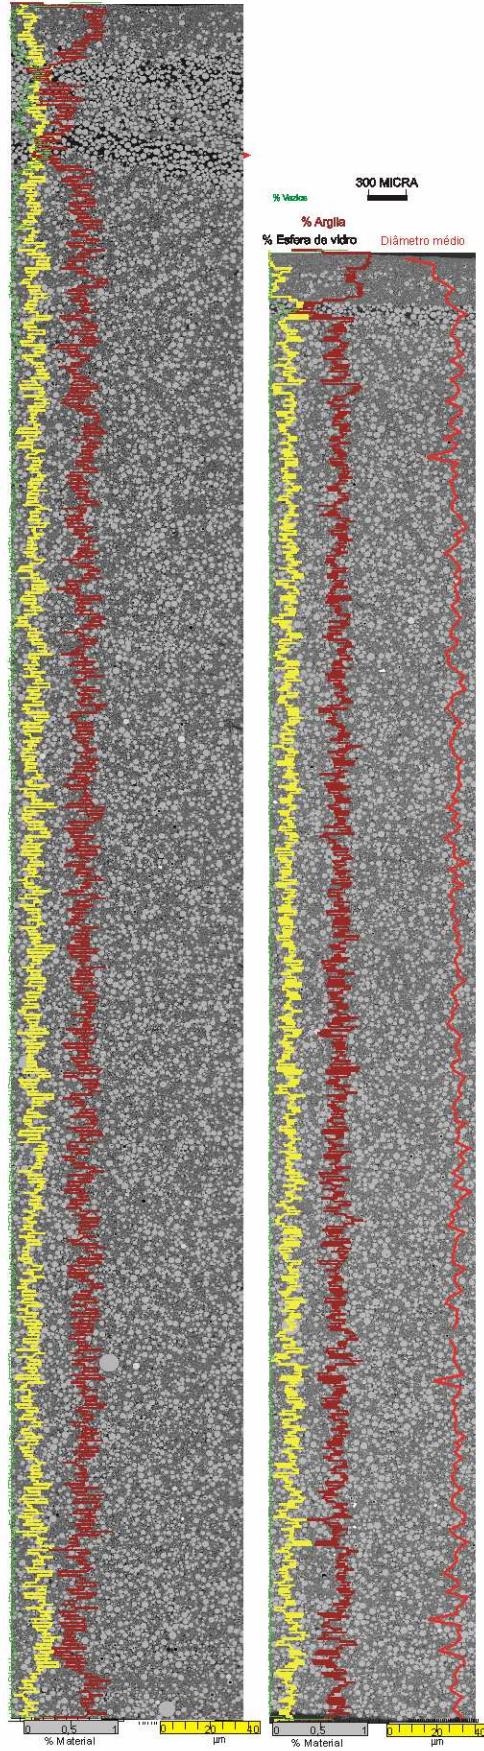 300 MICRA
% Vazios
% Argila
% Esfera de vidro
Diâmetro médio
0 0,5 1
20 40
% Material
µm
0 0,5 1
20 40
% Material
µm